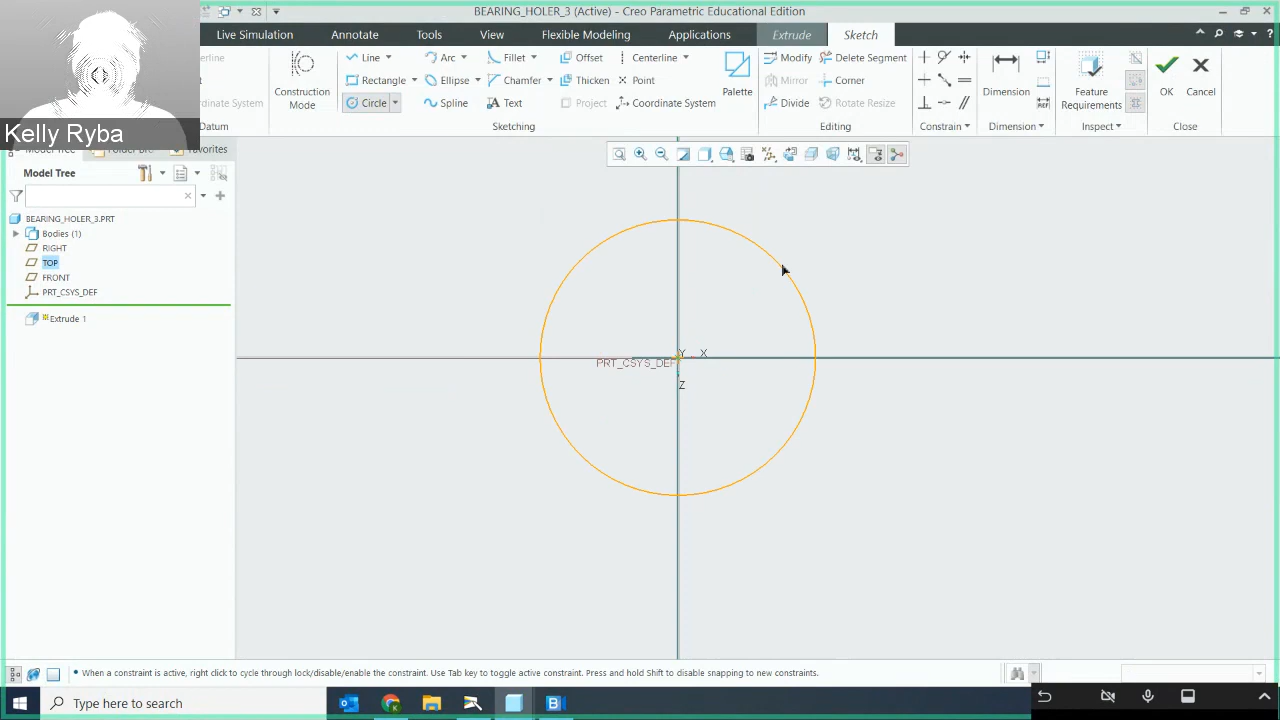 BEARING_HOLER_3 (Active) - Creo Parametric Educational Edition
Live Simulation Annotate Tools View Flexible Modeling Applications Extrude Sketch
Line Arc Fillet Offset Centerline Modify Delete Segment
Rectangle Ellipse Chamfer Thicken Point Mirror Corner
Circle Spline Text Project Coordinate System Divide Rotate Resize
Construction Mode
Palette
Dimension
Feature Requirements
OK
Cancel
Datum
Sketching
Editing
Constrain
Dimension
Inspect
Close
Kelly Ryba
Favorites
Model Tree
BEARING_HOLER_3.PRT
Bodies (1)
RIGHT
TOP
FRONT
PRT_CSYS_DEF
Extrude 1
Y X
PRT_CSYS_DEF
Z
When a constraint is active, right click to cycle through lock/disable/enable the constraint. Use Tab key to toggle active constraint. Press and hold Shift to disable snapping to new constraints.
Type here to search